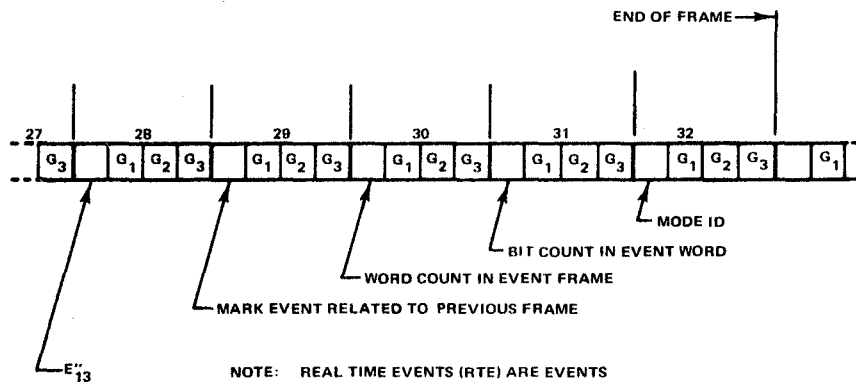 END OF FRAME
27 28 29 30 31 32
G3 G1 G2 G3 G1 G2 G3 G1 G2 G3 G1 G2 G3 G1 G2 G3 G1
MODE ID
BIT COUNT IN EVENT WORD
WORD COUNT IN EVENT FRAME
MARK EVENT RELATED TO PREVIOUS FRAME
E″13
NOTE: REAL TIME EVENTS (RTE) ARE EVENTS